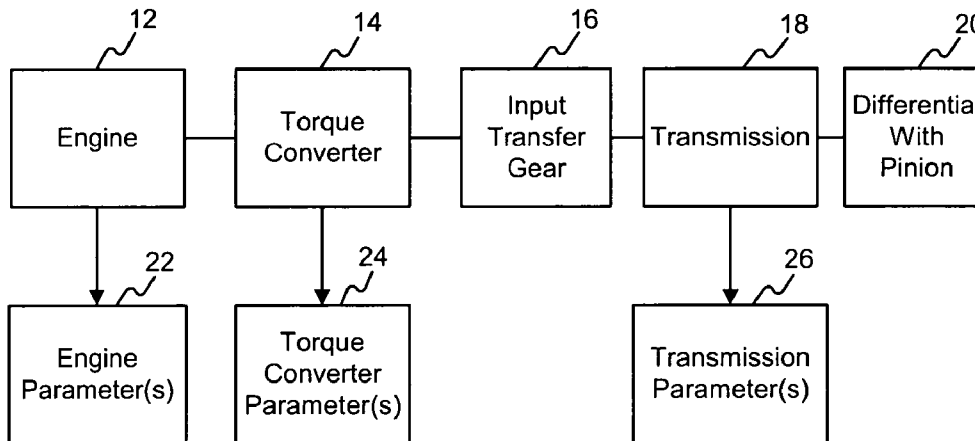 12
14
16
18
20
Engine
Torque
Converter
Input
Transfer
Gear
Transmission
Differentia
With
Pinion
22
24
26
Engine
Parameter(s)
Torque
Converter
Parameter(s)
Transmission
Parameter(s)